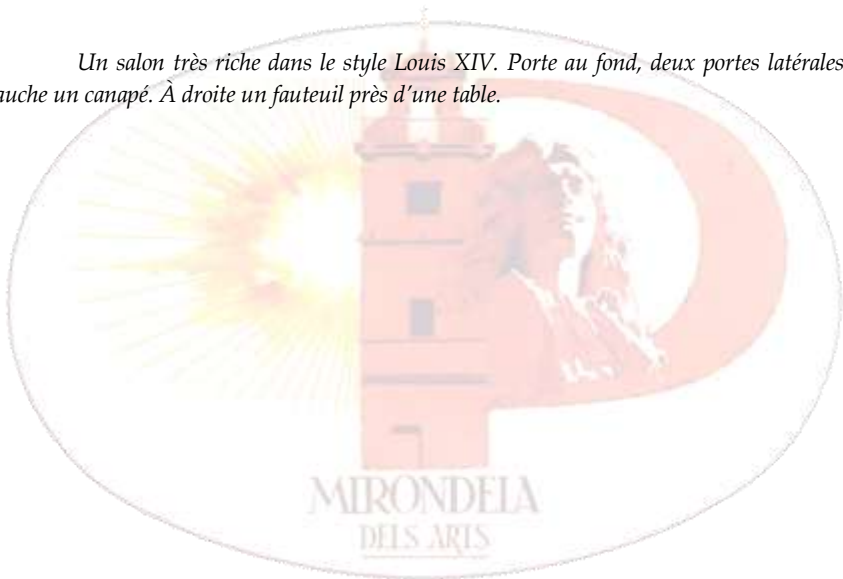 Un salon très riche dans le style Louis XIV. Porte au fond, deux portes latérales
auche un canapé. À droite un fauteuil près d'une table.
MIRONDELA
DELS ARTS